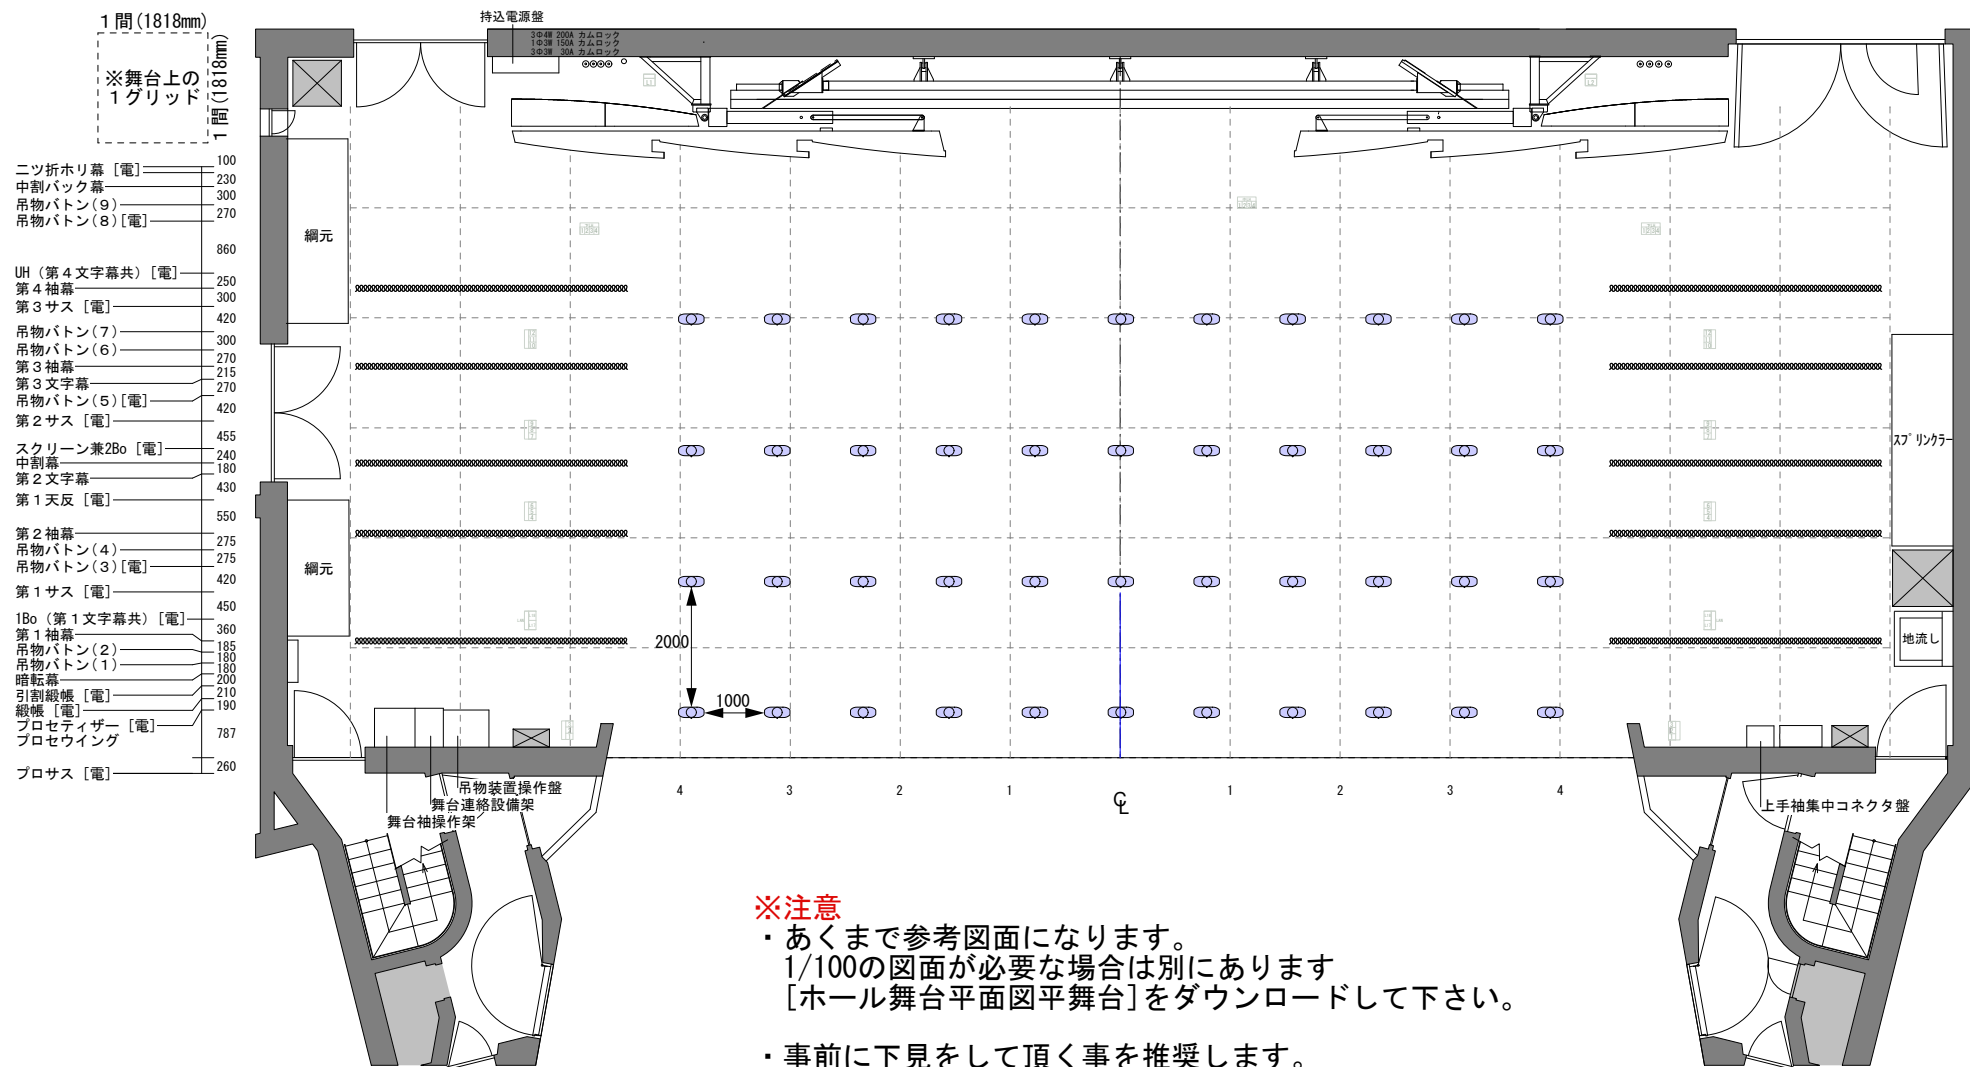 1間(1818mm)
1間(1818mm)
※舞台上の
1グリッド
持込電源盤
3Φ4W 200A カムロック
1Φ3W 150A カムロック
3Φ3W 30A カムロック
二ツ折ホリ幕 [電]
中割バック幕
吊物バトン(9)
吊物バトン(8)[電]
UH (第4文字幕共) [電]
第4袖幕
第3サス [電]
吊物バトン(7)
吊物バトン(6)
第3袖幕
第3文字幕
吊物バトン(5)[電]
第2サス [電]
スクリーン兼2Bo [電]
中割幕
第2文字幕
第1天反 [電]
第2袖幕
吊物バトン(4)
吊物バトン(3)[電]
第1サス [電]
1Bo (第1文字幕共) [電]
第1袖幕
吊物バトン(2)
吊物バトン(1)
暗転幕
引割緞帳 [電]
緞帳 [電]
プロセティザー [電]
プロセウイング
プロサス [電]
100
230
300
270
860
250
300
420
300
270
215
270
420
455
240
180
430
550
275
275
420
450
360
185
180
180
200
210
190
787
260
綱元
綱元
スプリンクラー
地流し
2000
1000
4
3
2
1
℄
1
2
3
4
吊物装置操作盤
舞台連絡設備架
舞台袖操作架
上手袖集中コネクタ盤
※注意
・あくまで参考図面になります。
1/100の図面が必要な場合は別にあります
[ホール舞台平面図平舞台]をダウンロードして下さい。
・事前に下見をして頂く事を推奨します。